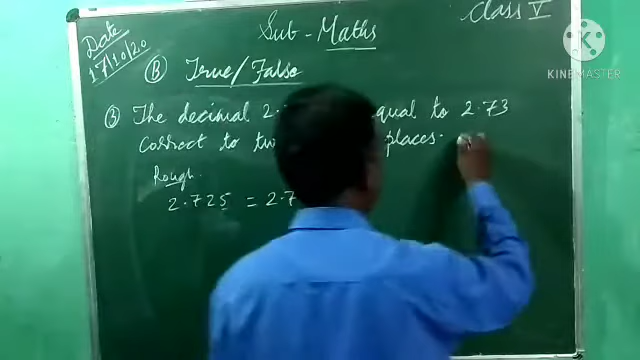 Date
17/10/20
Sub - Maths
Class V
KINEMASTER
(B) True/False
(3) The decimal 2. equal to 2.73
correct to places.
Rough.
2.725 = 2.7